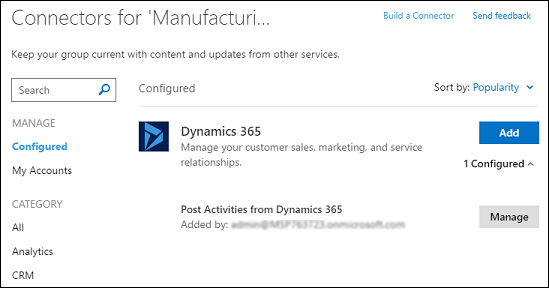 Connectors for 'Manufacturi...
Build a Connector
Send feedback
Keep your group current with content and updates from other services.
Search
Configured
Sort by: Popularity
MANAGE
Configured
My Accounts
CATEGORY
All
Analytics
CRM
Dynamics 365
Add
Manage your customer sales, marketing, and service
relationships.
1 Configured
Post Activities from Dynamics 365
Manage
Added by: